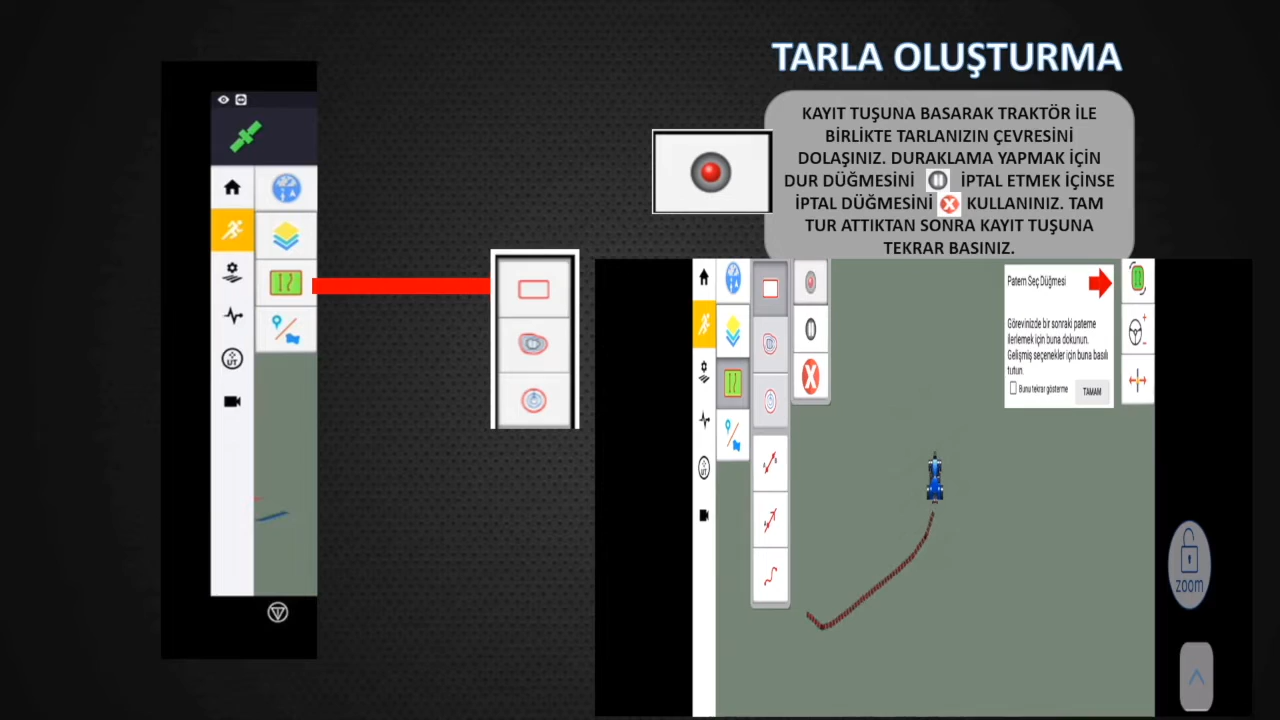 TARLA OLUŞTURMA
KAYIT TUŞUNA BASARAK TRAKTÖR İLE
BİRLİKTE TARLANIZIN ÇEVRESİNİ
DOLAŞINIZ. DURAKLAMA YAPMAK İÇİN
DUR DÜĞMESİNİ İPTAL ETMEK İÇİNSE
İPTAL DÜĞMESİNİ KULLANINIZ. TAM
TUR ATTIKTAN SONRA KAYIT TUŞUNA
TEKRAR BASINIZ.
UT
UT
Patern Seç Düğmesi
Görevinizde bir sonraki paterne
ilerlemek için buna dokunun.
Gelişmiş seçenekler için buna basılı
tutun.
Bunu tekrar gösterme
TAMAM
zoom